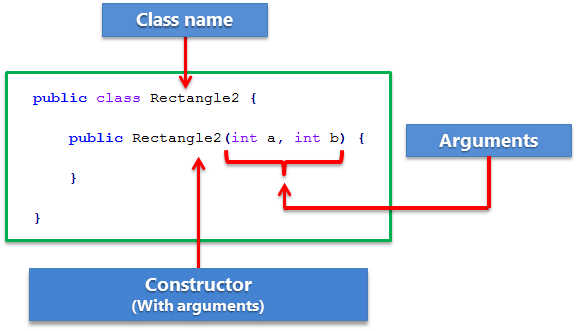 Class name
public class Rectangle2 {
public Rectangle2(int a, int b) {
}
}
Arguments
Constructor
(With arguments)